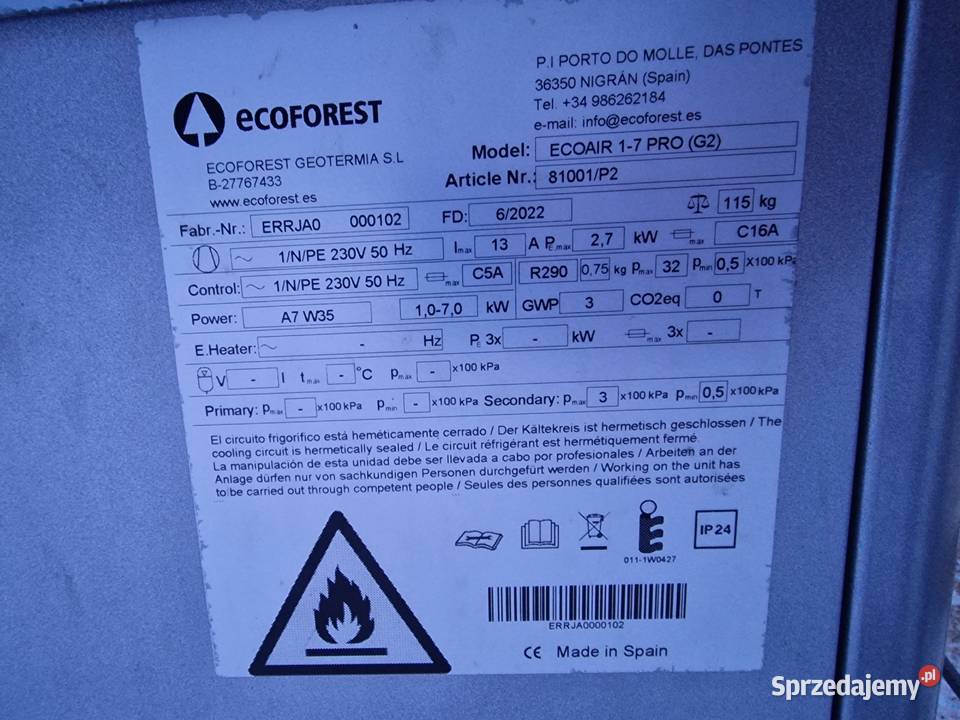 ecoforest
P.I PORTO DO MOLLE, DAS PONTES
36350 NIGRÁN (Spain)
Tel. +34 986262184
e-mail: info@ecoforest.es
ECOFOREST GEOTERMIA S.L
B-27767433
www.ecoforest.es
Model: ECOAIR 1-7 PRO (G2)
Article Nr.: 81001/P2
Fabr.-Nr.: ERRJA0 000102 FD: 6/2022 115 kg
~ 1/N/PE 230V 50 Hz Imax 13 A PE,max 2,7 kW max C16A
Control: ~ 1/N/PE 230V 50 Hz max C5A R290 0,75 kg Pmax 32 Pmin 0,5 X100 kPa
Power: A7 W35 1,0-7,0 kW GWP 3 CO2eq 0 T
E.Heater: ~ - Hz PE 3x - kW max 3x -
V - l tmax - °C Pmax - x100 kPa
Primary: Pmax - x100 kPa Pmin - x100 kPa Secondary: Pmax 3 x100 kPa Pmin 0,5 x100 kPa
El circuito frigorifico está heméticamente cerrado / Der Kältekreis ist hermetisch geschlossen / The
cooling circuit is hermetically sealed / Le circuit réfrigérant est hermétiquement fermé
La manipulación de esta unidad debe ser llevada a cabo por profesionales / Arbeiten an der
Anlage dürfen nur von sachkundigen Personen durchgefürt werden / Working on the unit has
to be carried out through competent people / Seules des personnes qualifiées sont autorisées
IP24
011-1W0427
ERRJA0000102
CE Made in Spain
Sprzedajemy.pl